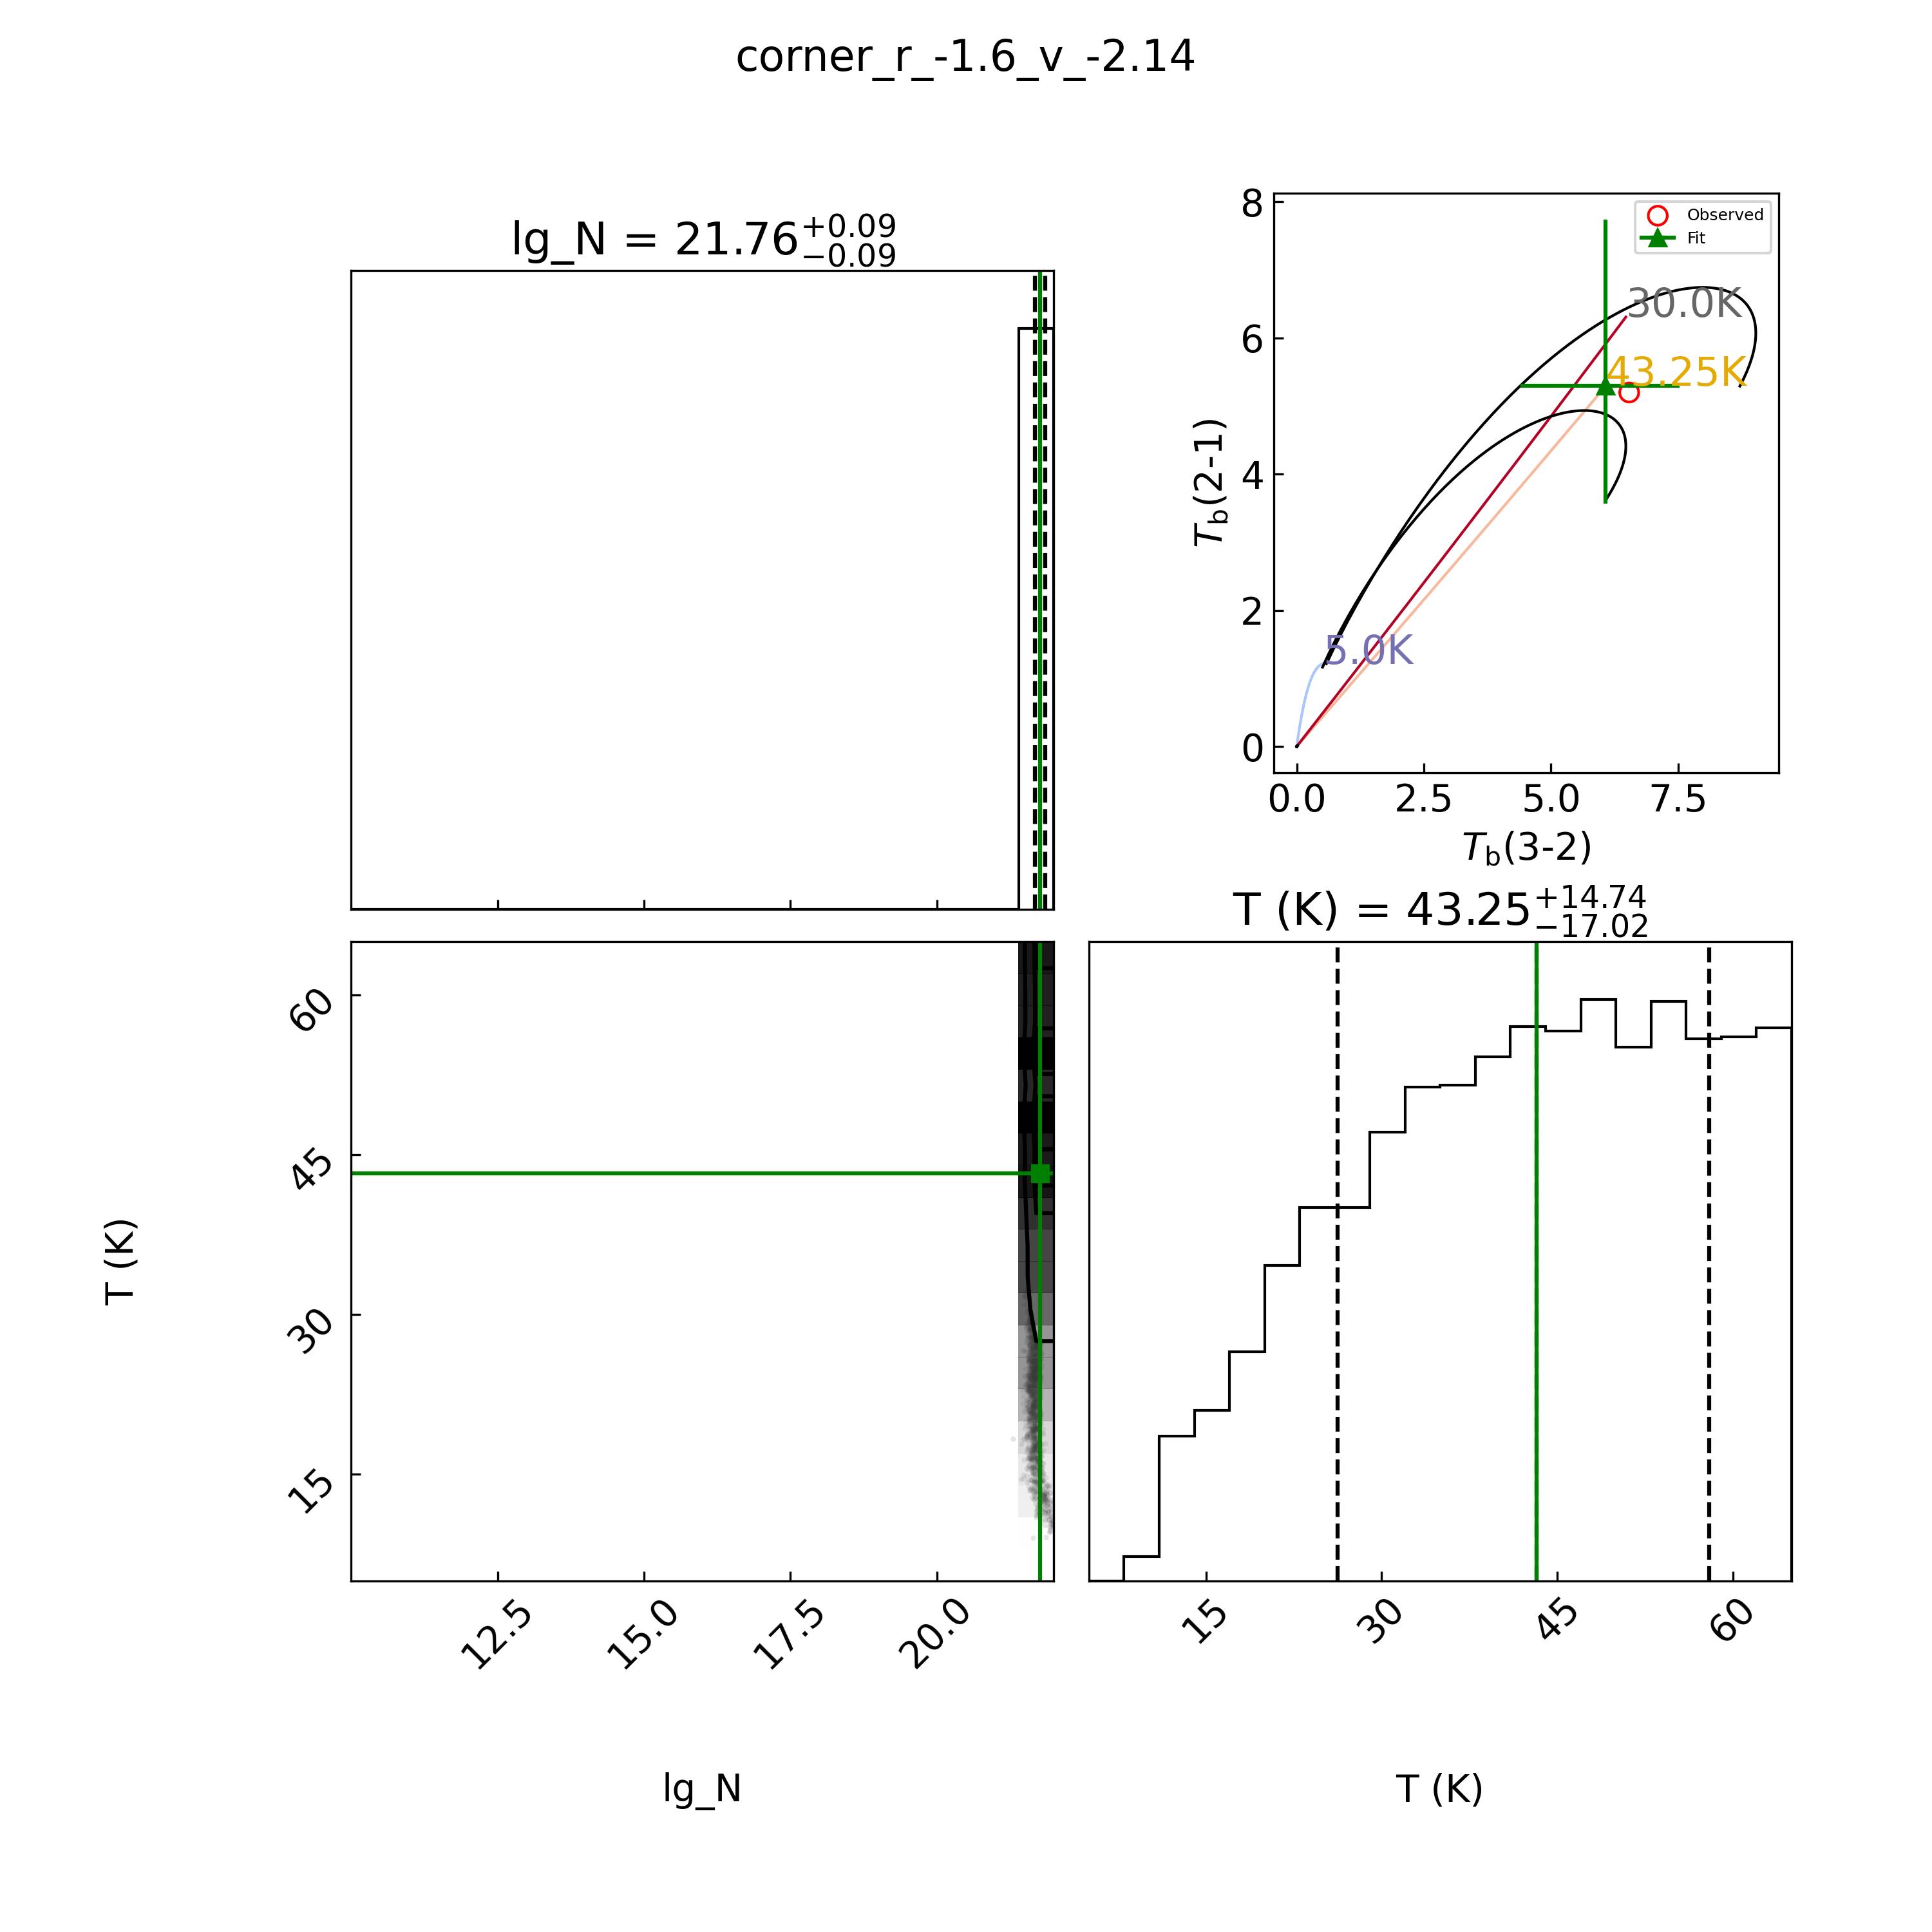 corner_r_-1.6_v_-2.14
lg_N = 21.76 +0.09 −0.09
8
6
4
2
0
T_b(2-1)
Observed
Fit
30.0K
43.25K
5.0K
0.0 2.5 5.0 7.5
T_b(3-2)
T (K) = 43.25 +14.74 −17.02
60
45
30
15
T (K)
12.5 15.0 17.5 20.0
15 30 45 60
lg_N
T (K)